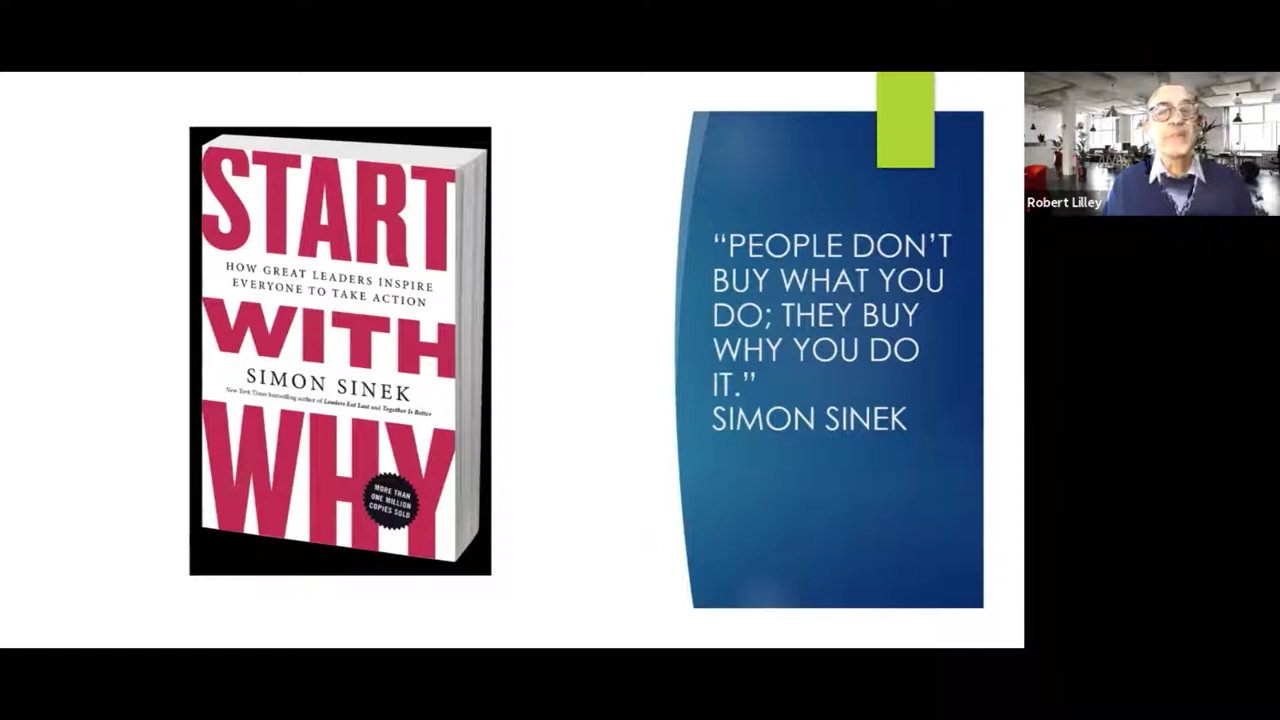 START
HOW GREAT LEADERS INSPIRE
EVERYONE TO TAKE ACTION
WITH
SIMON SINEK
New York Times bestselling author of Leaders Eat Last and Together Is Better
WHY
MORE THAN
ONE MILLION
COPIES SOLD
“PEOPLE DON’T
BUY WHAT YOU
DO; THEY BUY
WHY YOU DO
IT.”
SIMON SINEK
Robert Lilley